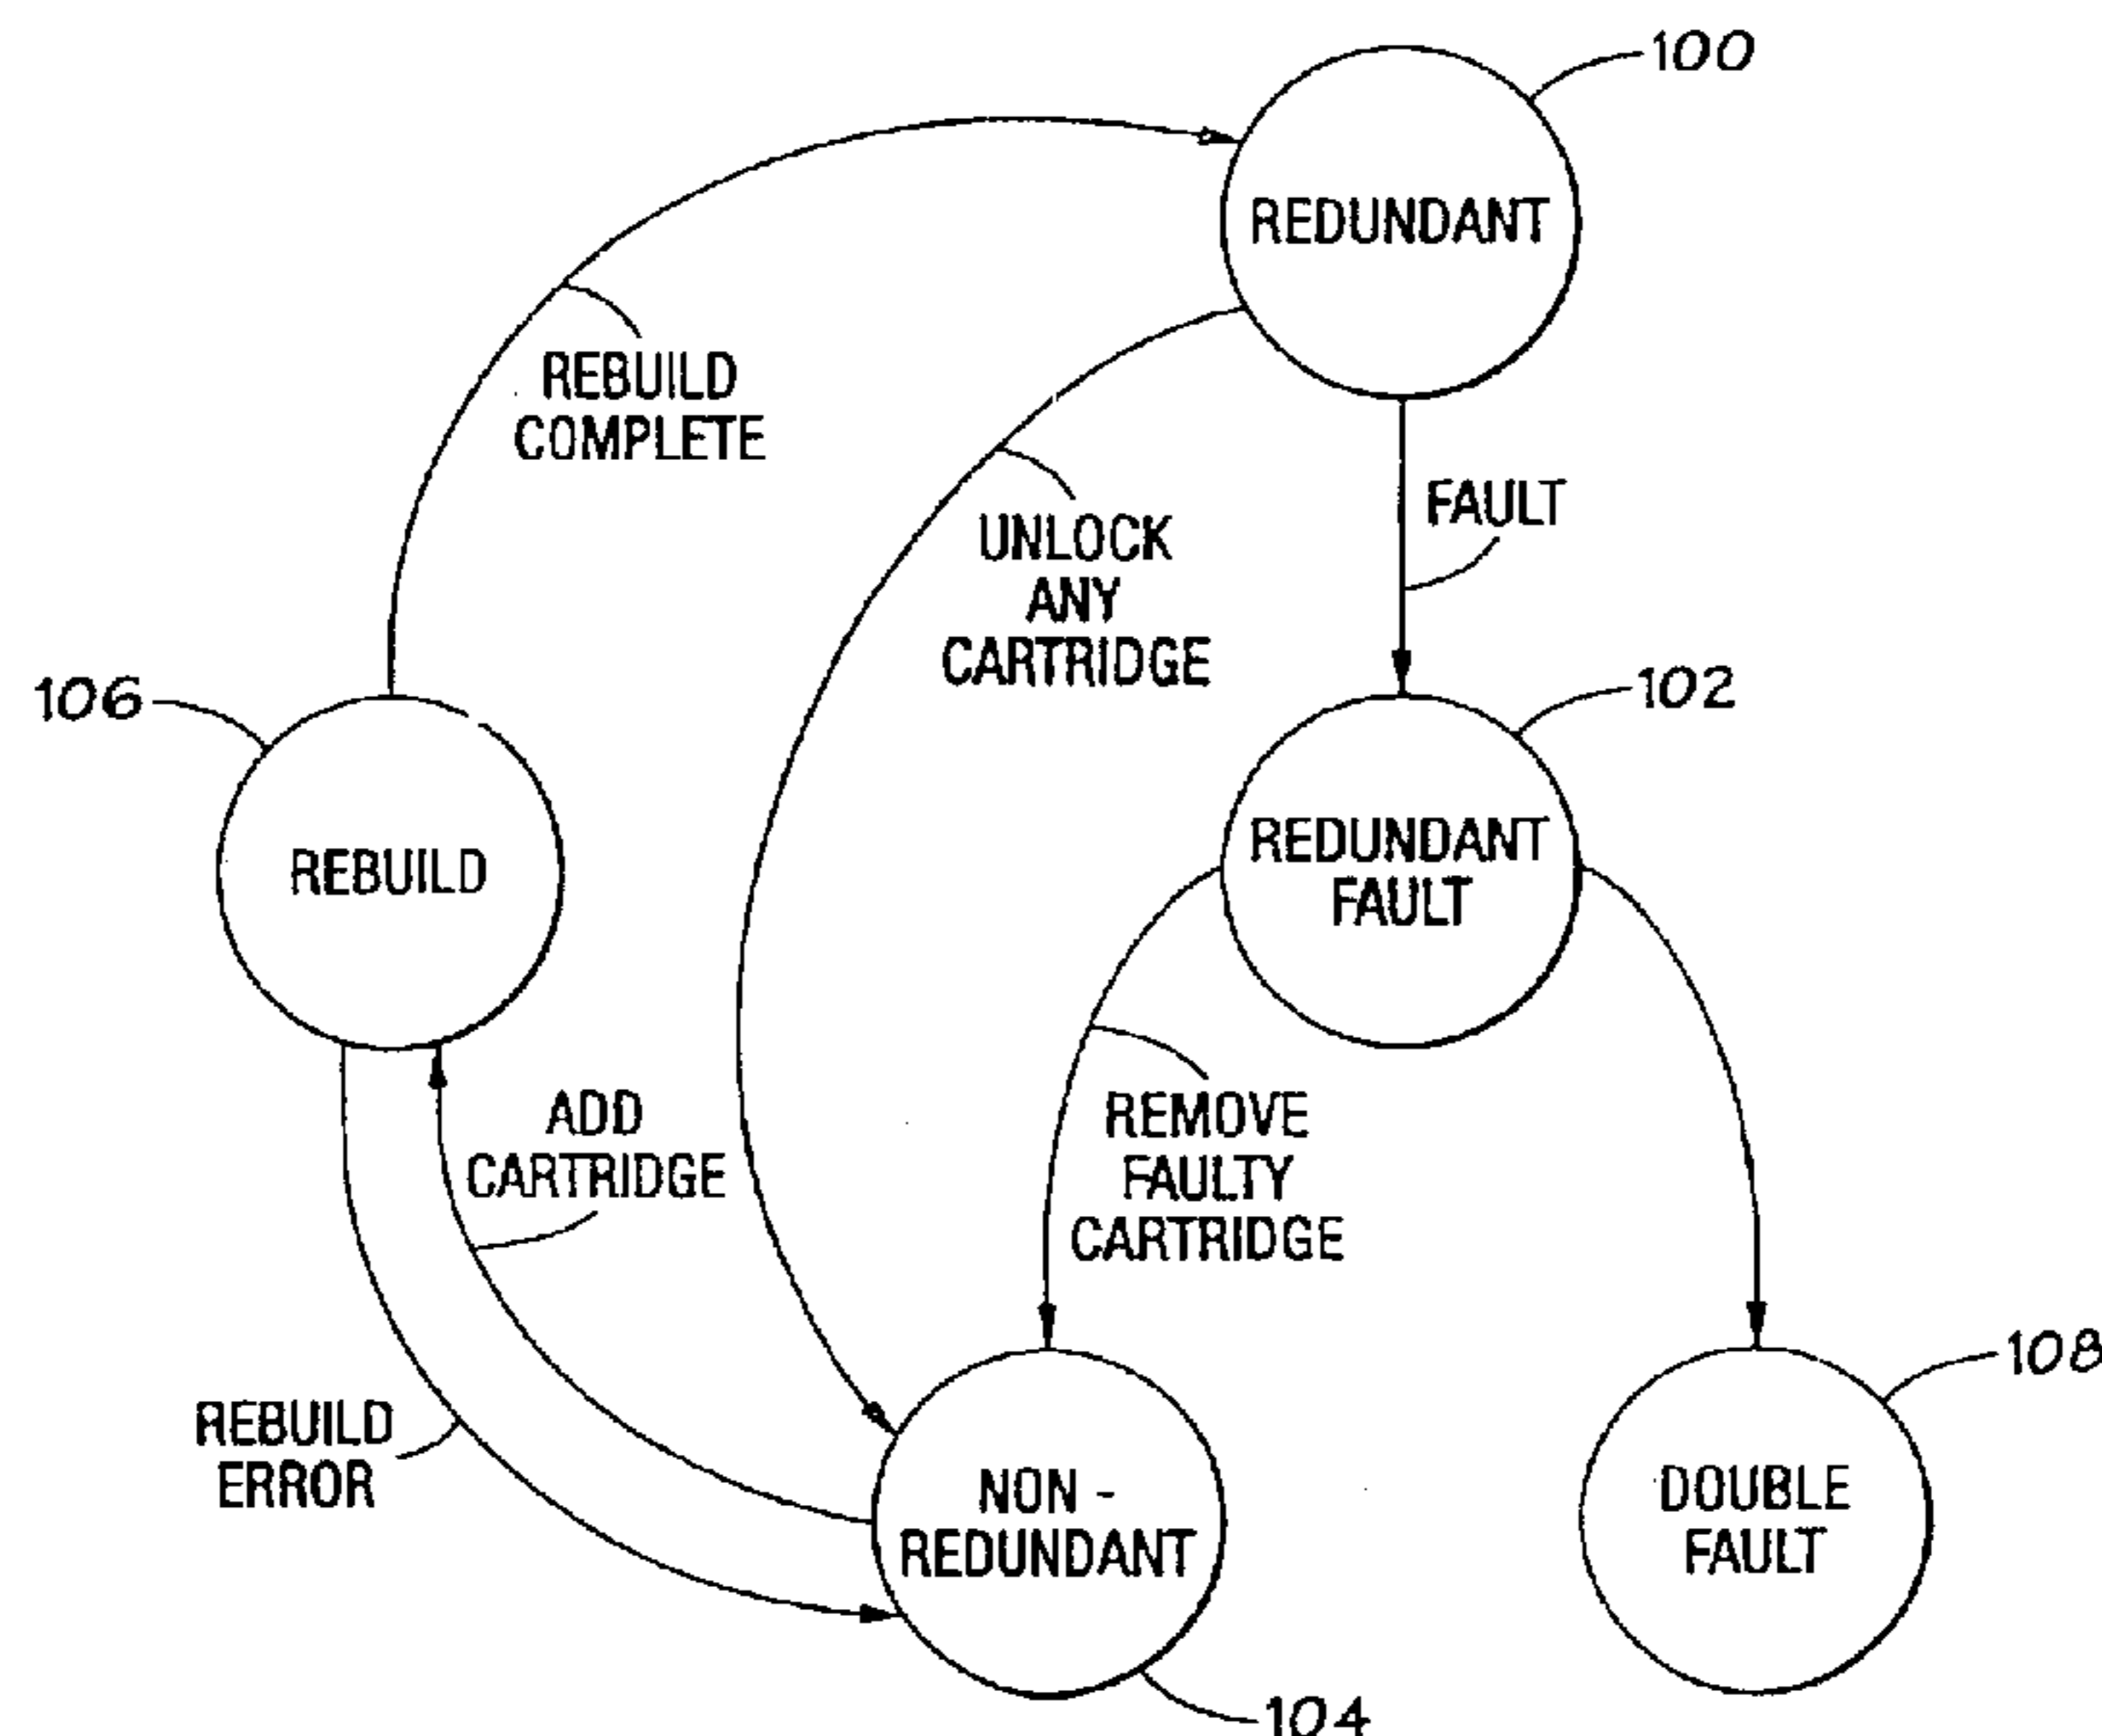 100
REDUNDANT
REBUILD
COMPLETE
UNLOCK
ANY
CARTRIDGE
FAULT
106
102
REBUILD
REDUNDANT
FAULT
ADD
CARTRIDGE
REMOVE
FAULTY
CARTRIDGE
REBUILD
ERROR
108
NON -
REDUNDANT
DOUBLE
FAULT
104